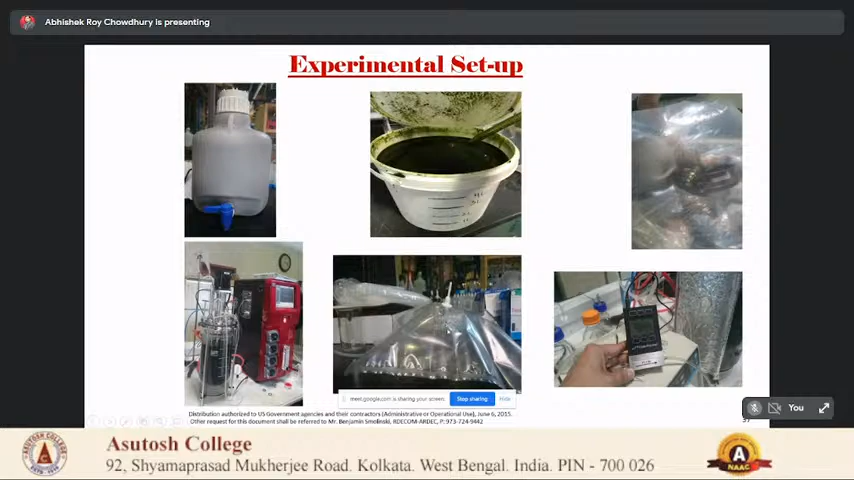 Abhishek Roy Chowdhury is presenting
Experimental Set-up
meet.google.com is sharing your screen.
Stop sharing
Hide
Distribution authorized to US Government agencies and their contractors (Administrative or Operational Use), June 6, 2015.
Other request for this document shall be referred to Mr. Benjamin Smolinski, RDECOM-ARDEC, P: 973-724-9442
You
ASUTOSH COLLEGE
Asutosh College
92, Shyamaprasad Mukherjee Road. Kolkata. West Bengal. India. PIN - 700 026
A
NAAC